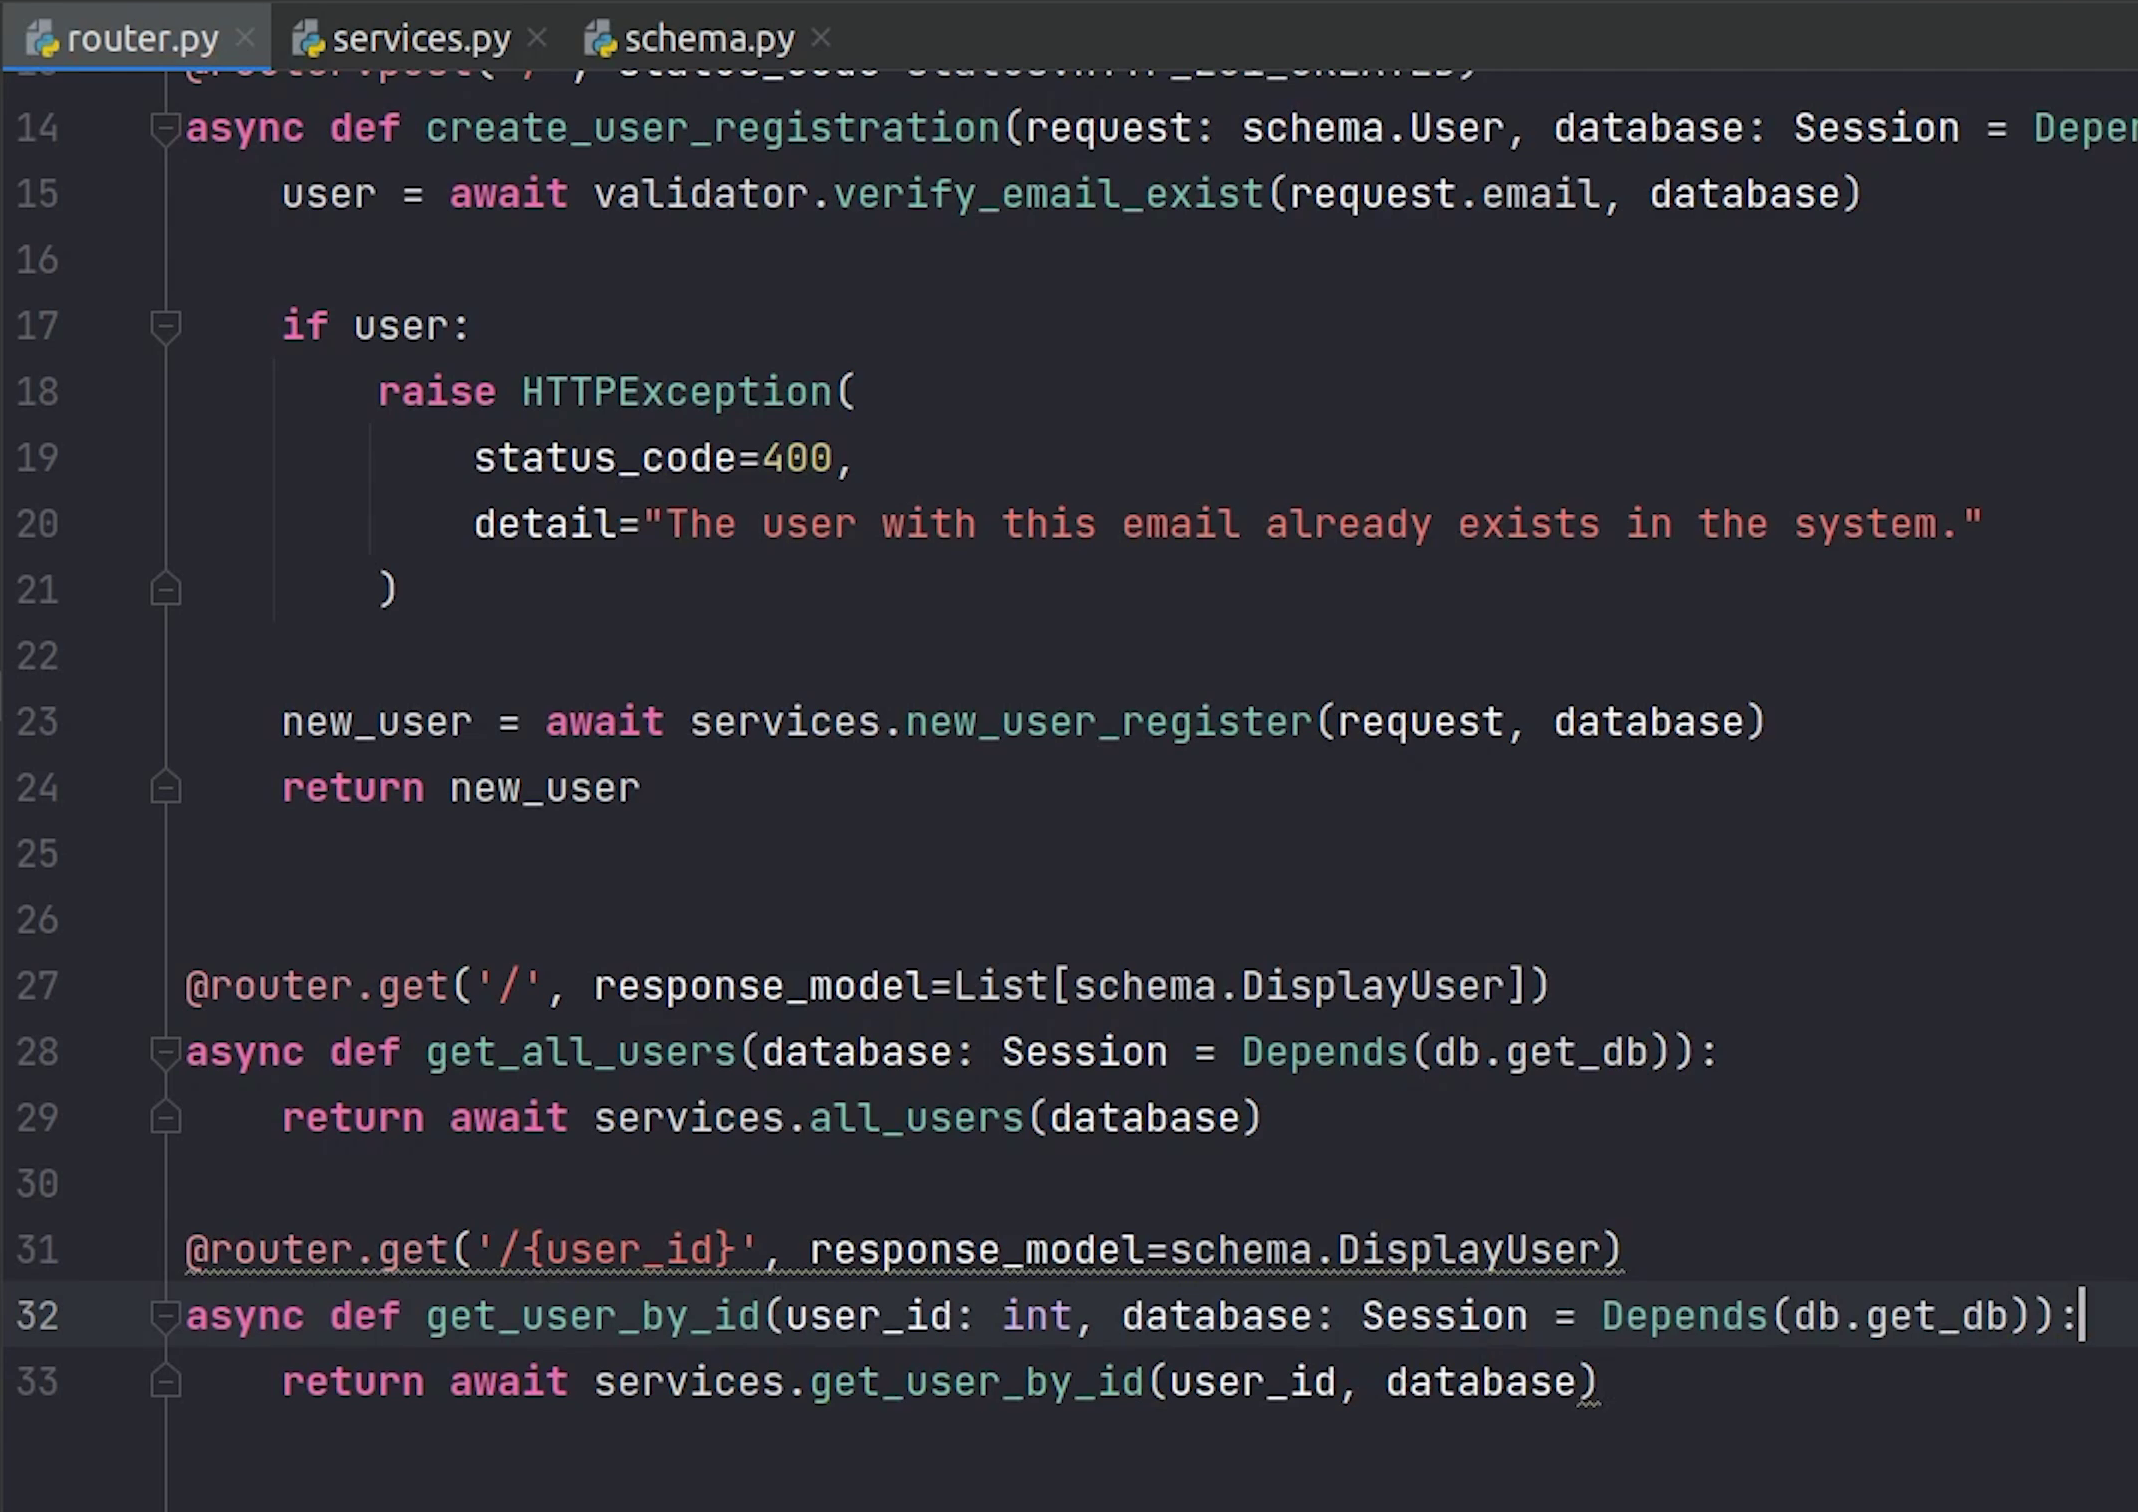 router.py services.py schema.py
14 async def create_user_registration(request: schema.User, database: Session = Depen
15 user = await validator.verify_email_exist(request.email, database)
16
17 if user:
18 raise HTTPException(
19 status_code=400,
20 detail="The user with this email already exists in the system."
21 )
22
23 new_user = await services.new_user_register(request, database)
24 return new_user
25
26
27 @router.get('/', response_model=List[schema.DisplayUser])
28 async def get_all_users(database: Session = Depends(db.get_db)):
29 return await services.all_users(database)
30
31 @router.get('/{user_id}', response_model=schema.DisplayUser)
32 async def get_user_by_id(user_id: int, database: Session = Depends(db.get_db)):
33 return await services.get_user_by_id(user_id, database)